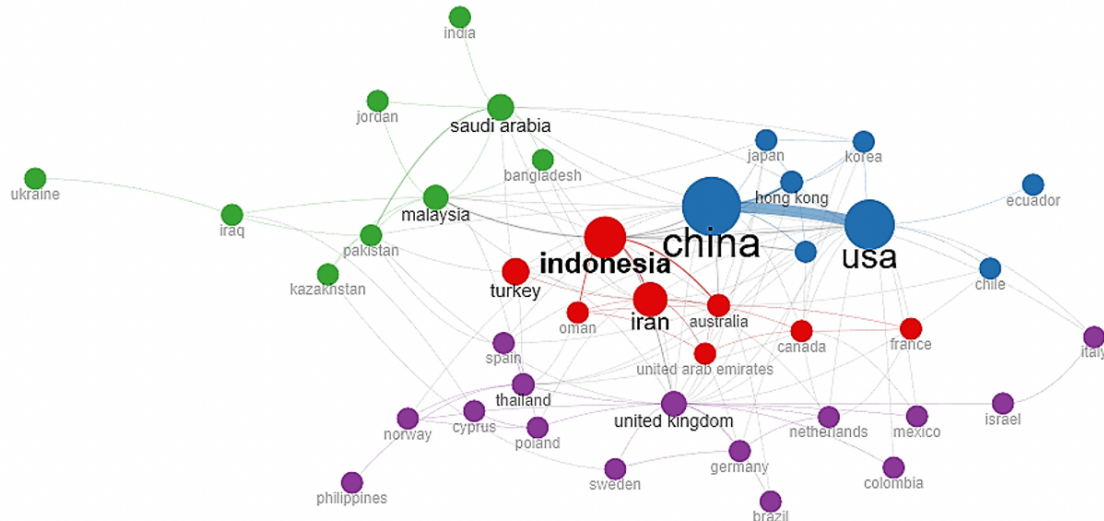 india
jordan
saudi arabia
japan
korea
bangladesh
ukraine
hong kong
ecuador
malaysia
iraq
china
pakistan
usa
indonesia
kazakhstan
turkey
chile
oman
iran
australia
canada
france
italy
spain
united arab emirates
thailand
united kingdom
norway
cyprus
poland
netherlands
mexico
israel
germany
sweden
colombia
philippines
brazil